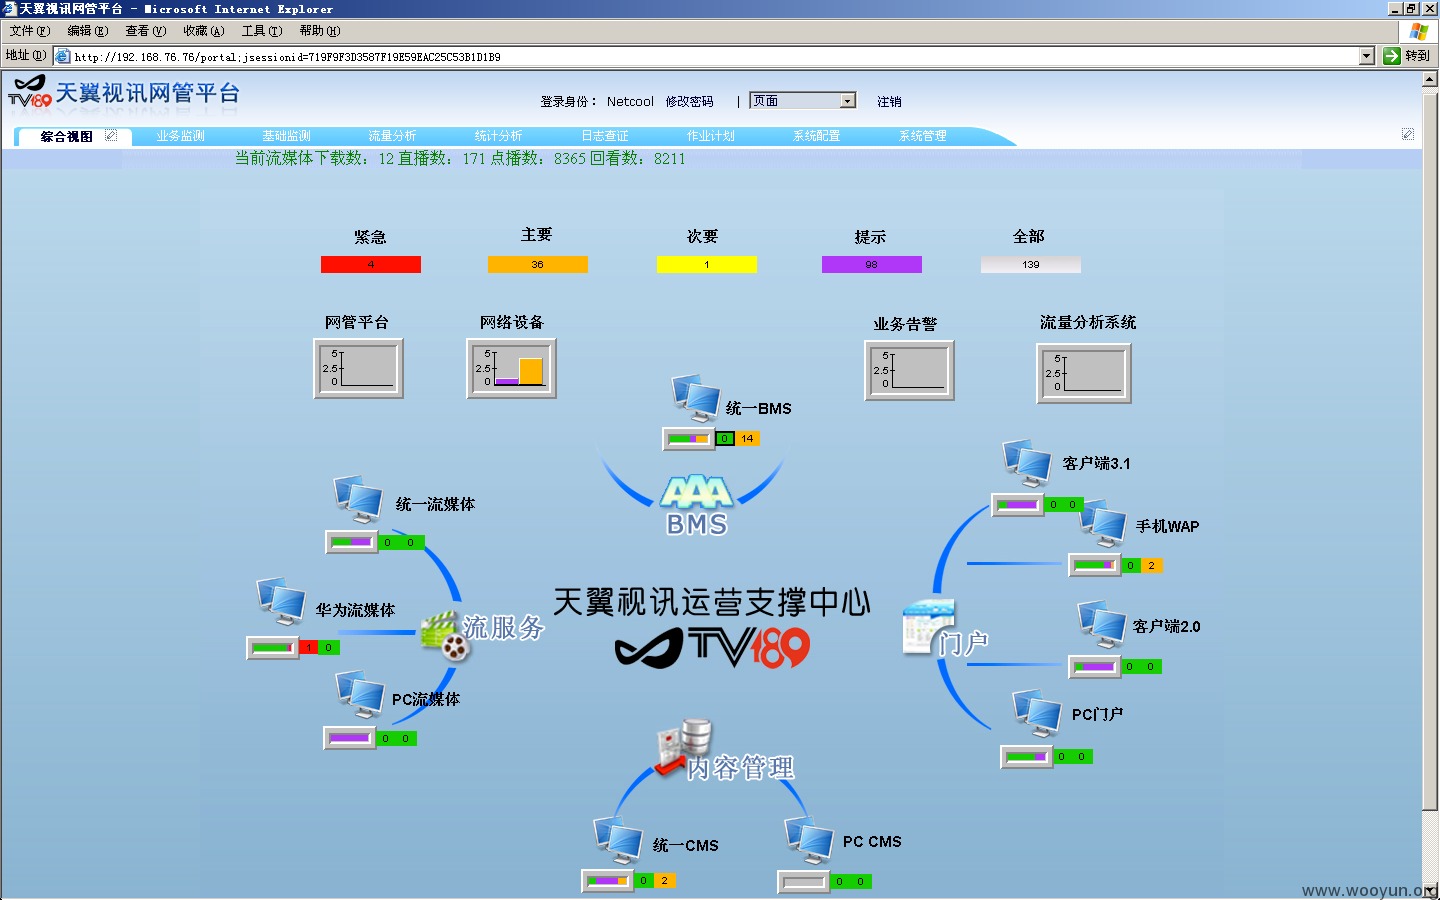 天翼视讯网管平台 - Microsoft Internet Explorer
文件(F) 编辑(E) 查看(V) 收藏(A) 工具(T) 帮助(H)
地址(D) http://192.168.76.76/portal;jsessionid=719F9F3D3587F19E59EAC25C53B1D1B9 转到
TV189 天翼视讯网管平台
登录身份： Netcool 修改密码 | 页面 注销
综合视图 业务监测 基础监测 流量分析 统计分析 日志查证 作业计划 系统配置 系统管理
当前流媒体下载数：12 直播数：171 点播数：8365 回看数：8211
紧急 主要 次要 提示 全部
4 36 1 98 139
网管平台 网络设备 业务告警 流量分析系统
5 5 5 5
2.5 2.5 2.5 2.5
0 0 0 0
统一BMS
0 14
AAA
BMS
客户端3.1
0 0
手机WAP
0 2
统一流媒体
0 0
华为流媒体
1 0
流服务
天翼视讯运营支撑中心
TV189
门户
客户端2.0
0 0
PC流媒体
0 0
PC门户
0 0
内容管理
统一CMS
0 2
PC CMS
0 0
www.wooyun.org